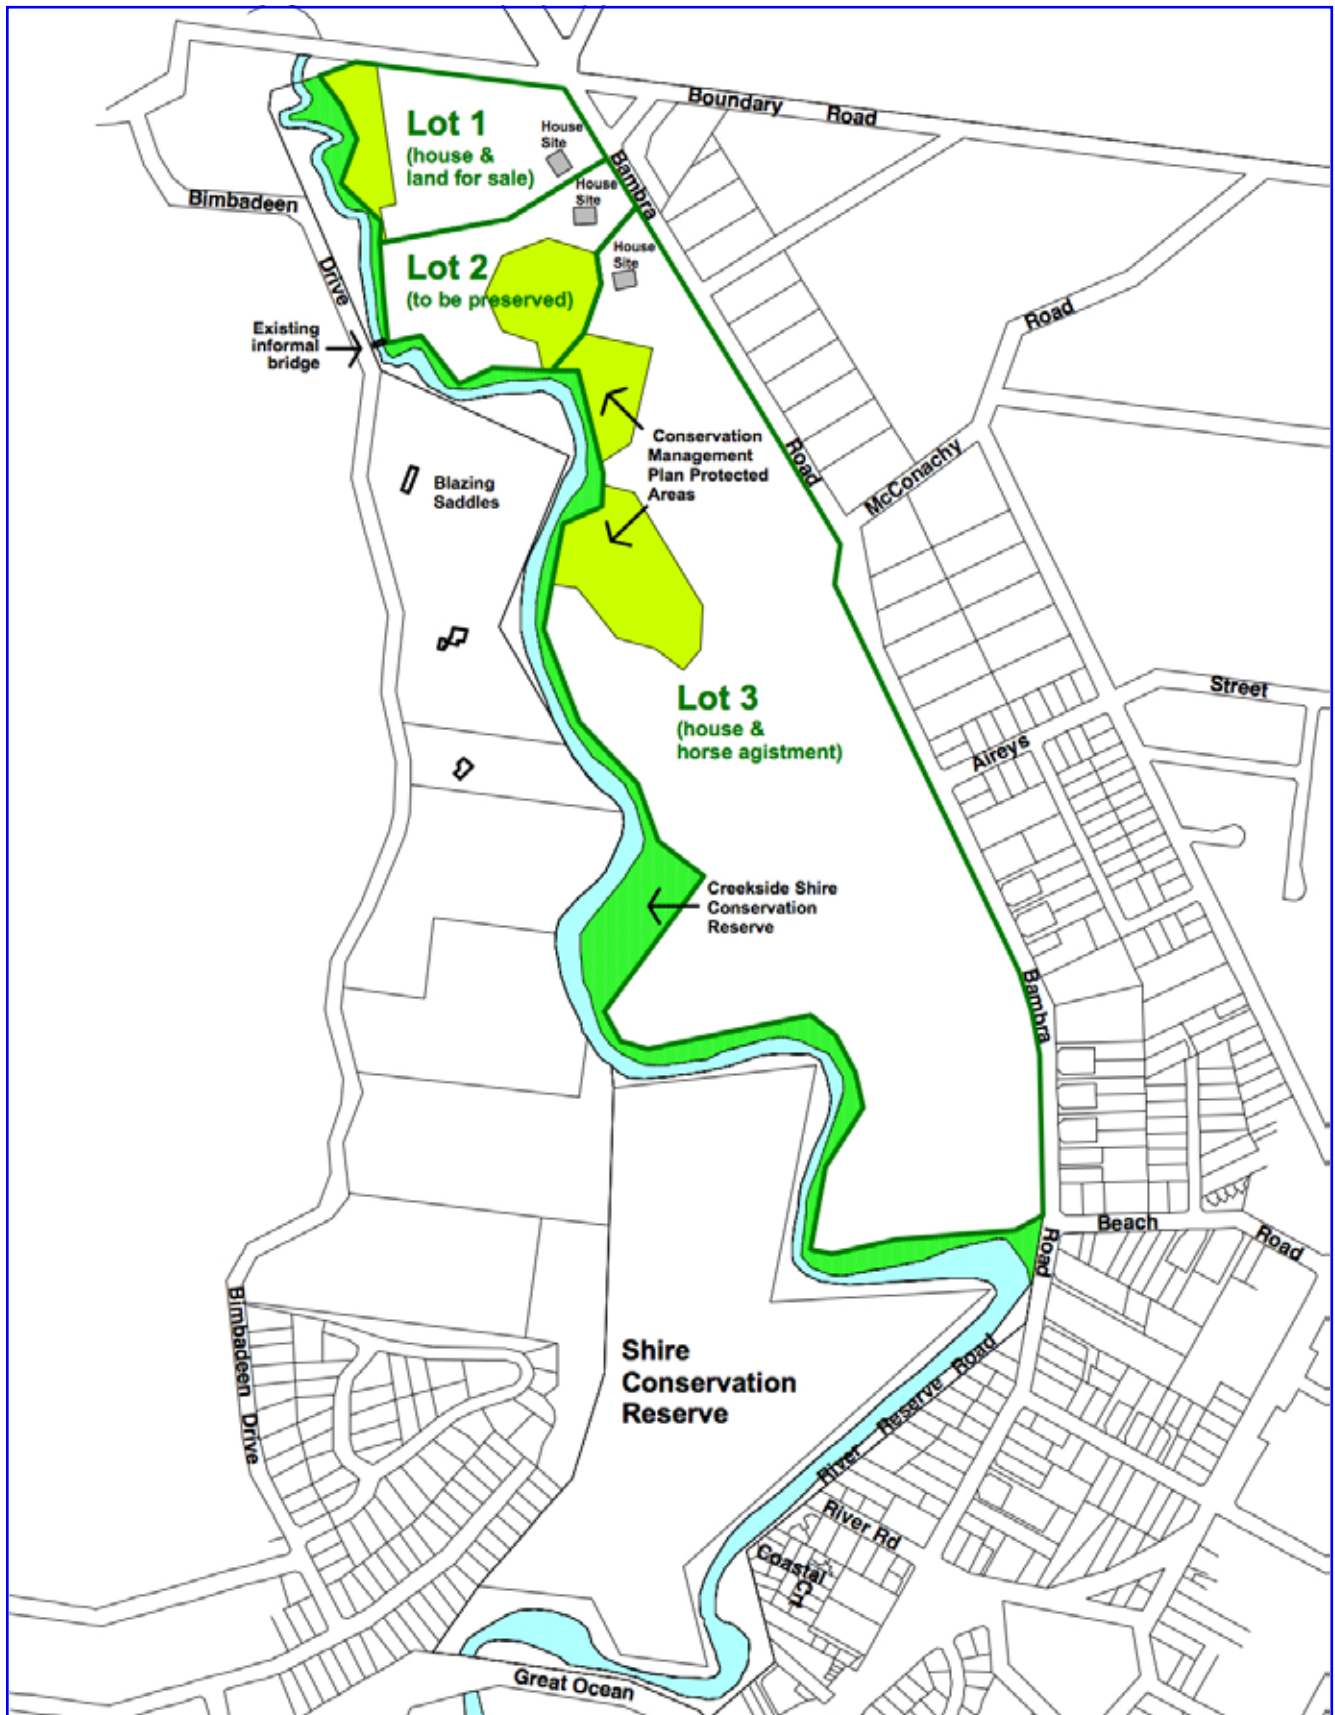 Boundary Road
Lot 1
(house &
land for sale)
House
Site
Bambra
House
Site
Bimbadeen
House
Site
Lot 2
(to be preserved)
Drive
Road
Existing
informal
bridge
Conservation
Management
Plan Protected
Areas
Road
McConachy
Blazing
Saddles
Lot 3
(house &
horse agistment)
Street
Aireys
Creekside Shire
Conservation
Reserve
Bambra
Beach
Road
Road
Bimbadeen Drive
Shire
Conservation
Reserve
River Reserve Road
River Rd
Coastal
Crt
Great Ocean